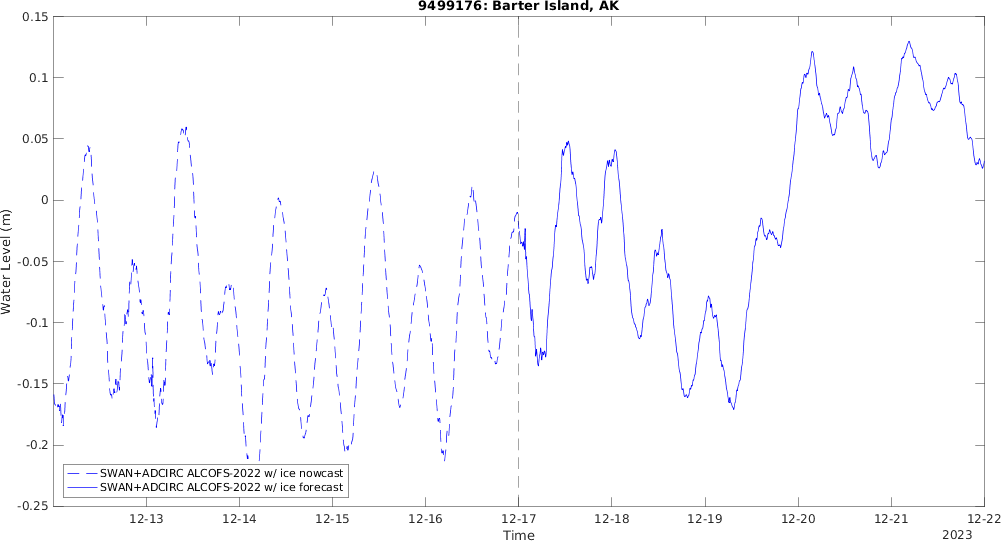 9499176: Barter Island, AK
0.15
0.1
0.05
0
-0.05
-0.1
-0.15
-0.2
-0.25
Water Level (m)
SWAN+ADCIRC ALCOFS-2022 w/ ice nowcast
SWAN+ADCIRC ALCOFS-2022 w/ ice forecast
12-13 12-14 12-15 12-16 12-17 12-18 12-19 12-20 12-21 12-22
Time
2023